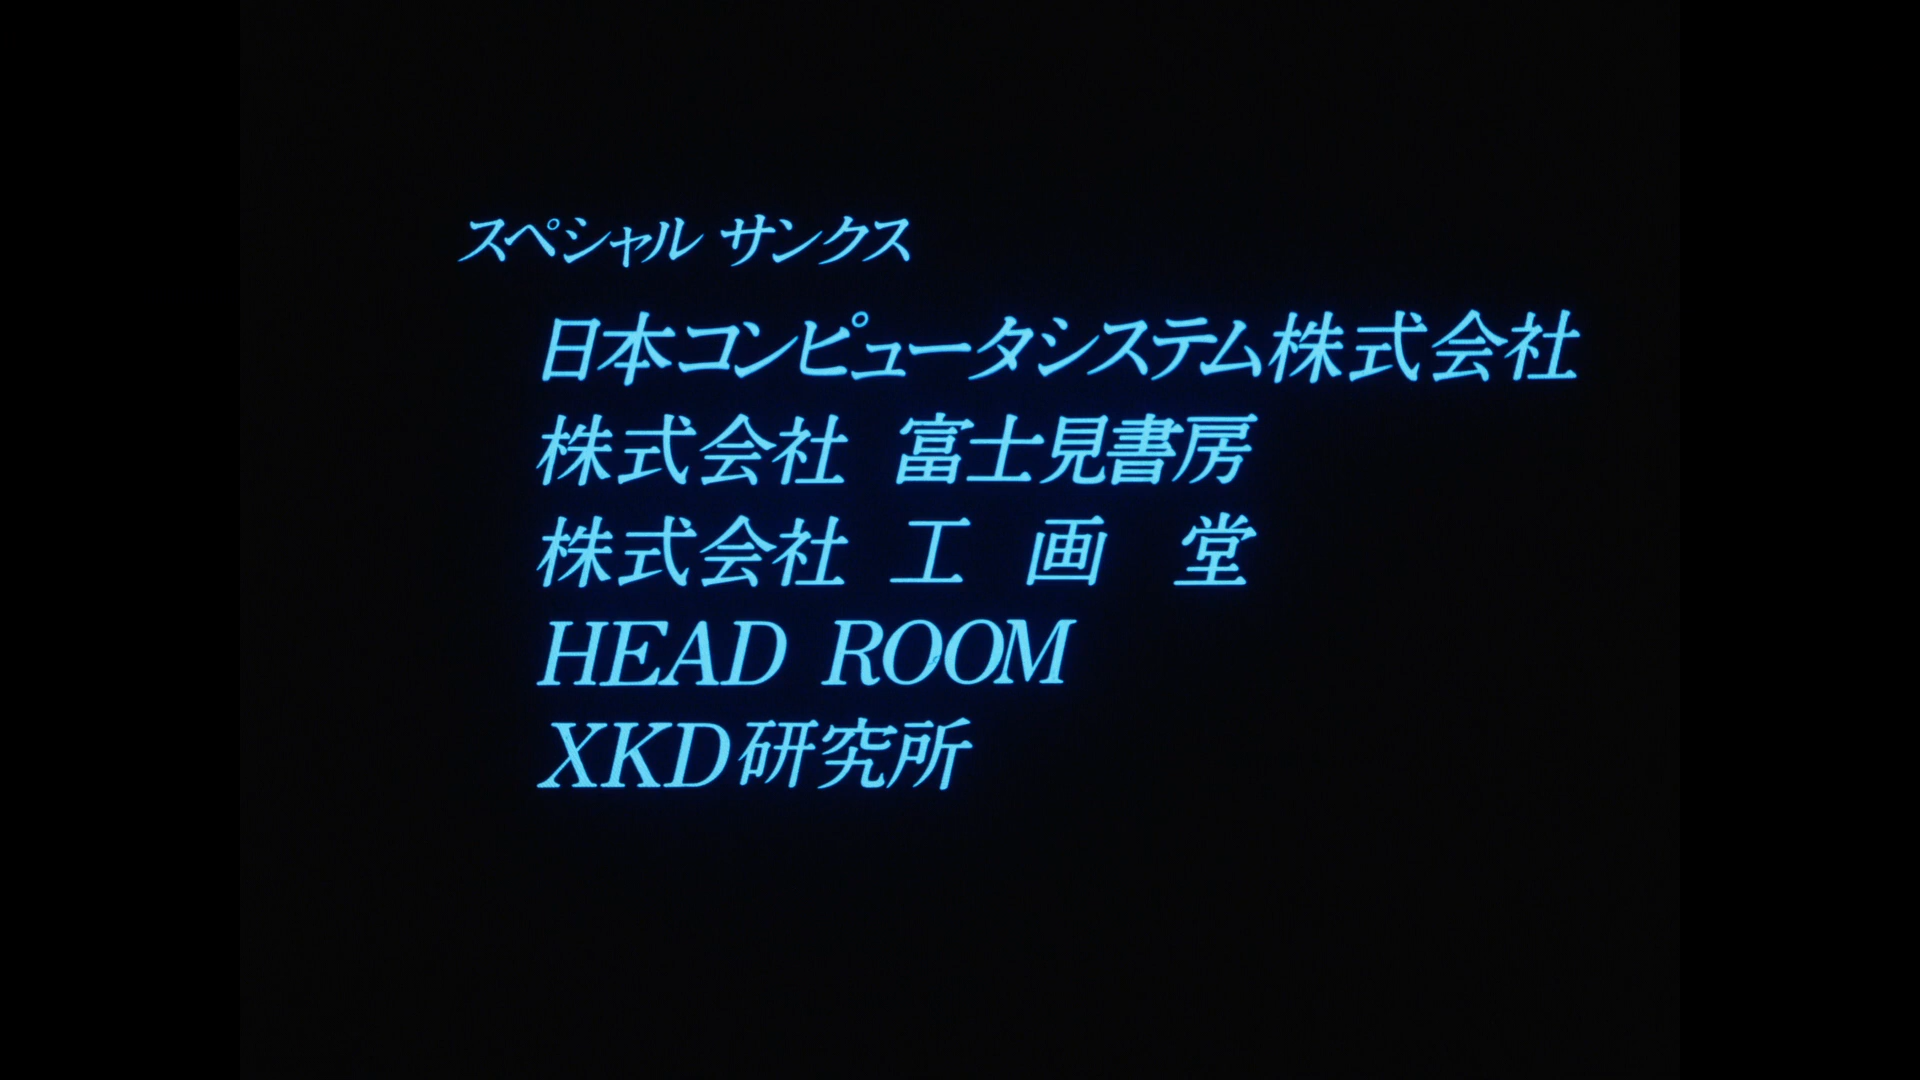 スペシャル サンクス
日本コンピュータシステム株式会社
株式会社 富士見書房
株式会社 工画堂
HEAD ROOM
XKD研究所